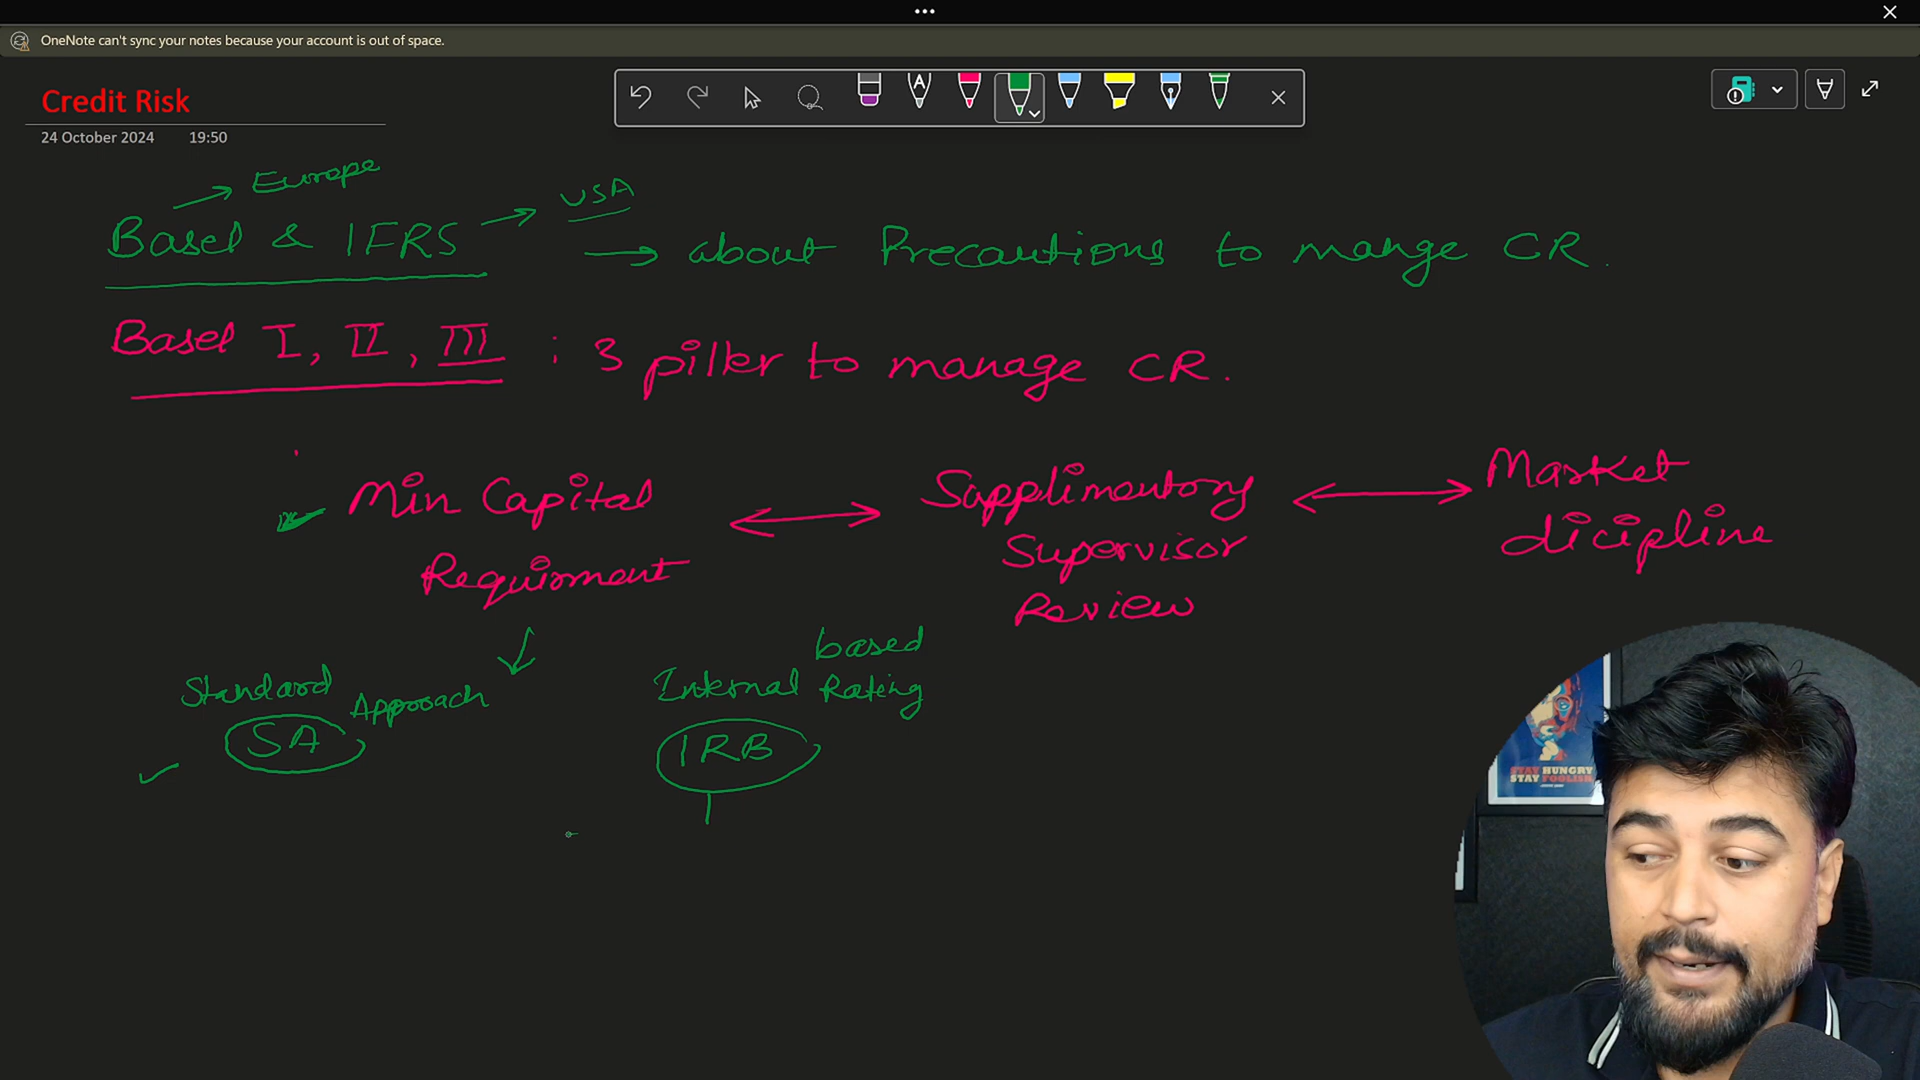 OneNote can't sync your notes because your account is out of space.
Credit Risk
24 October 2024 19:50
Europe
USA
Basel & IFRS
about Precautions to mange CR.
Basel I, II, III : 3 piller to manage CR.
Min Capital
Requirment
Supplimentory
Supervisor
Review
Market
dicipline
Standard Approach
SA
based
Internal Rating
IRB
STAY HUNGRY
STAY FOOLISH